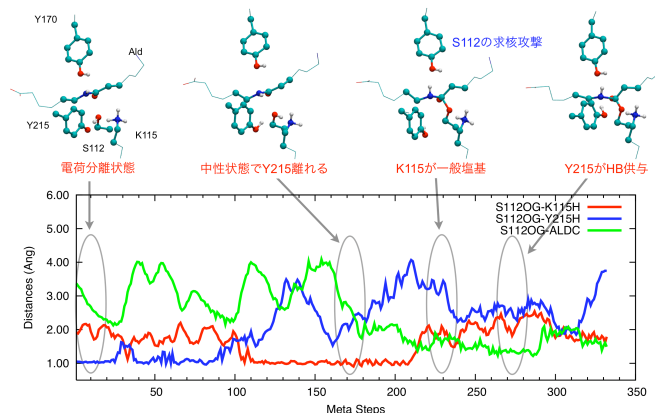 Y170
Ald
S112の求核攻撃
Y215
S112
K115
電荷分離状態
中性状態でY215離れる
K115が一般塩基
Y215がHB供与
6.00
5.00
4.00
3.00
2.00
1.00
Distances (Ang)
S112OG-K115H
S112OG-Y215H
S112OG-ALDC
50
100
150
200
250
300
350
Meta Steps